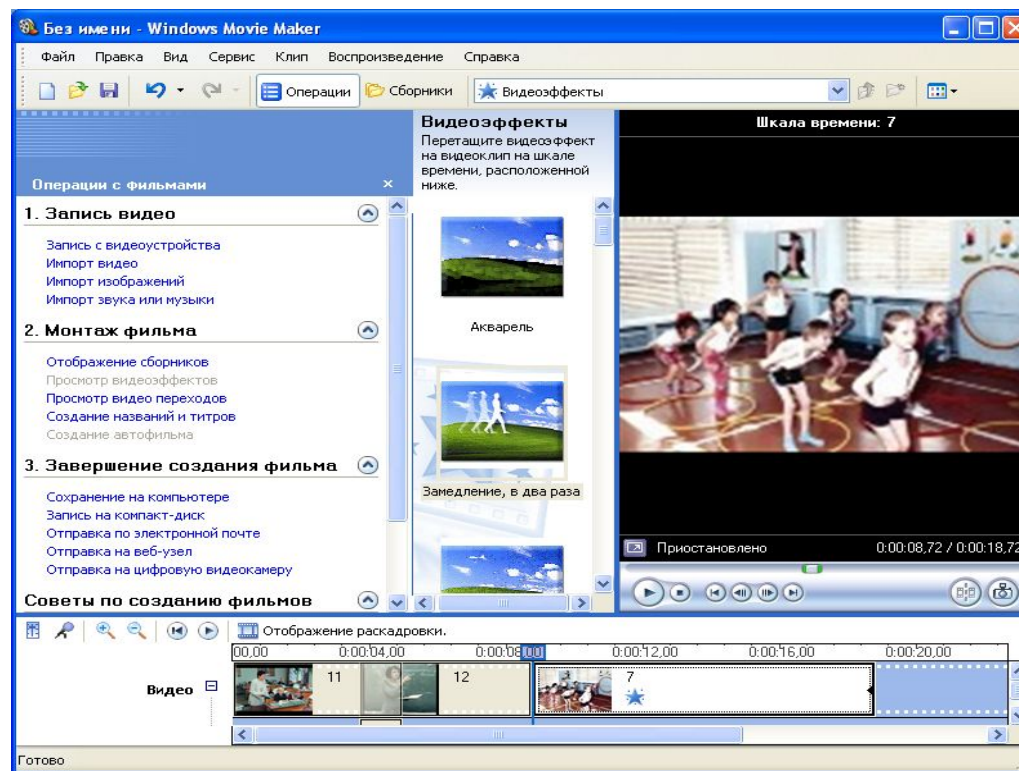 Без имени - Windows Movie Maker
Файл Правка Вид Сервис Клип Воспроизведение Справка
Операции Сборники Видеоэффекты
Операции с фильмами
1. Запись видео
Запись с видеоустройства
Импорт видео
Импорт изображений
Импорт звука или музыки
2. Монтаж фильма
Отображение сборников
Просмотр видеоэффектов
Просмотр видео переходов
Создание названий и титров
Создание автофильма
3. Завершение создания фильма
Сохранение на компьютере
Запись на компакт-диск
Отправка по электронной почте
Отправка на веб-узел
Отправка на цифровую видеокамеру
Советы по созданию фильмов
Видеоэффекты
Перетащите видеоэффект
на видеоклип на шкале
времени, расположенной
ниже.
Акварель
Замедление, в два раза
Шкала времени: 7
Приостановлено 0:00:08,72 / 0:00:18,72
Отображение раскадровки.
00,00 0:00:04,00 0:00:12,00 0:00:16,00 0:00:20,00
Видео 11 12 7
Готово